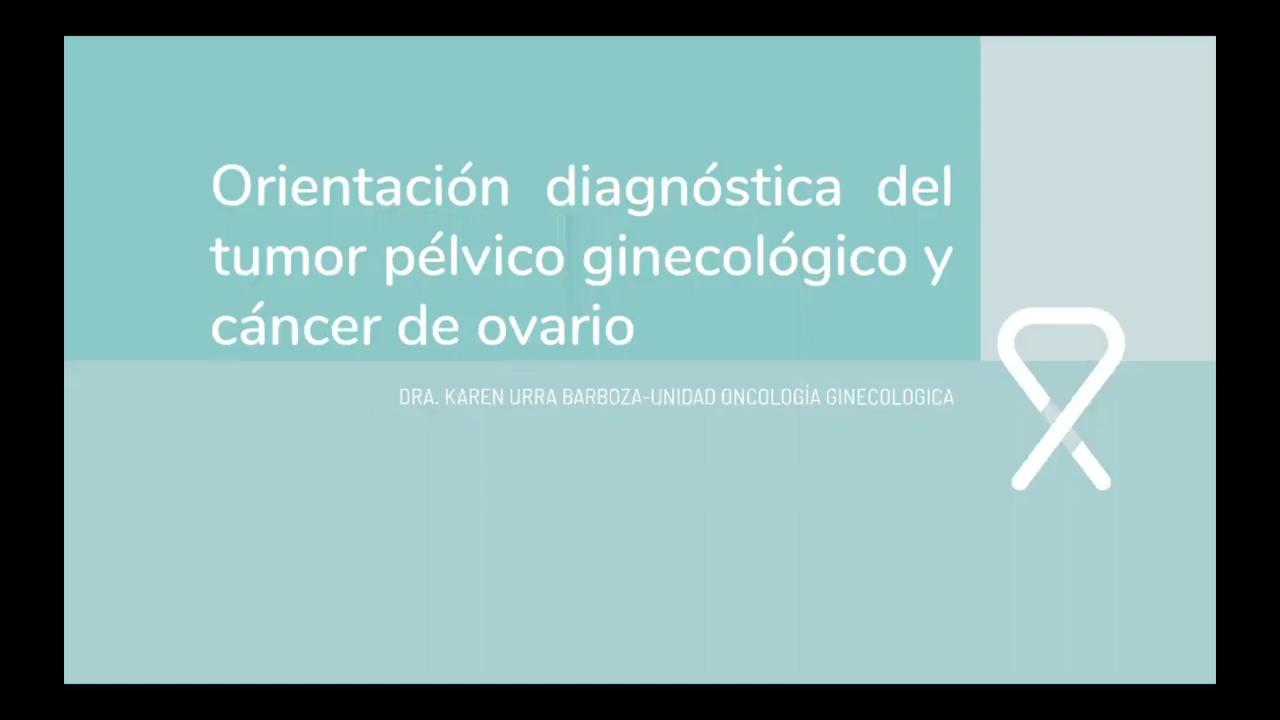 Orientación diagnóstica del
tumor pélvico ginecológico y
cáncer de ovario
DRA. KAREN URRA BARBOZA-UNIDAD ONCOLOGÍA GINECOLOGICA